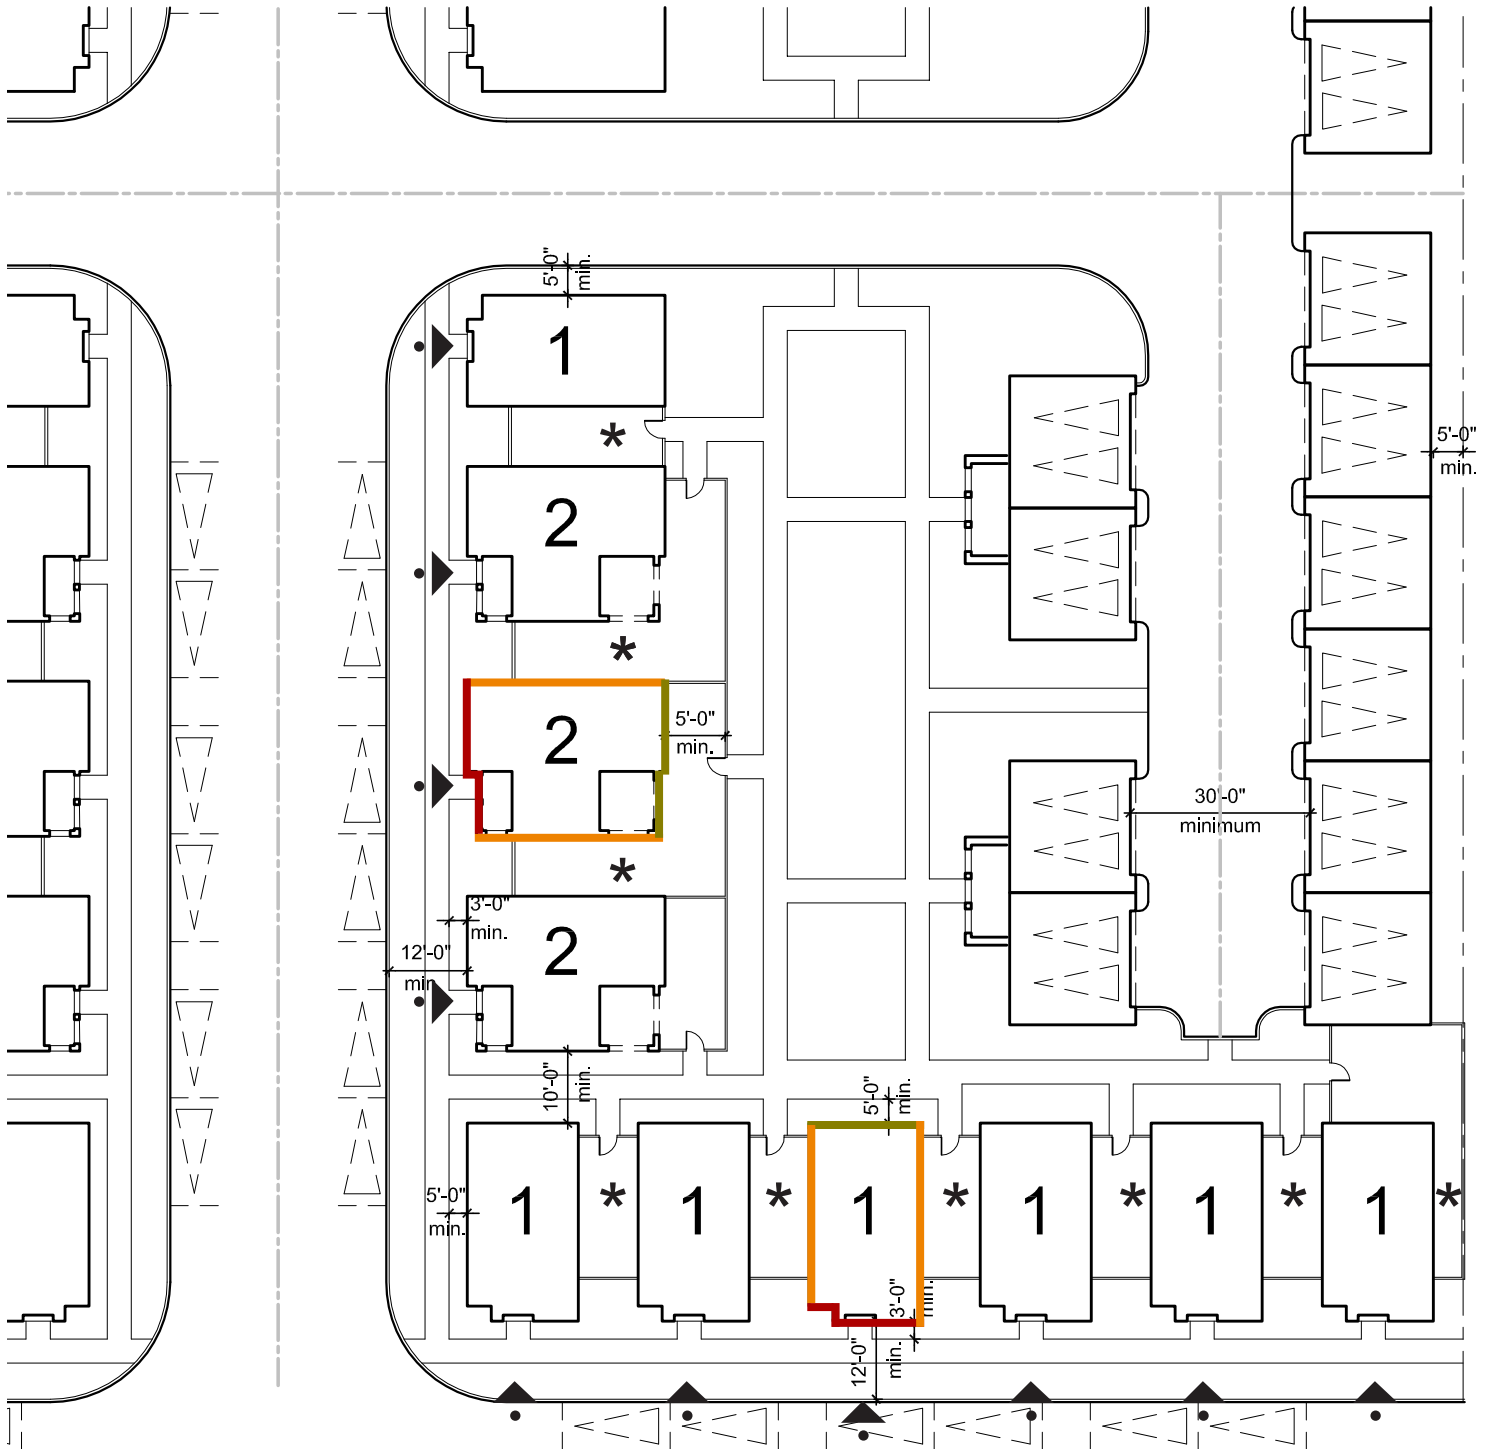 5'-0"
min.
1
*
5'-0"
min.
2
*
2
5'-0"
min.
30'-0"
minimum
*
3'-0"
min.
12'-0"
min.
2
10'-0"
min.
5'-0"
min.
5'-0"
min.
1
*
1
*
1
*
1
*
1
*
1
*
3'-0"
min.
12'-0"
min.